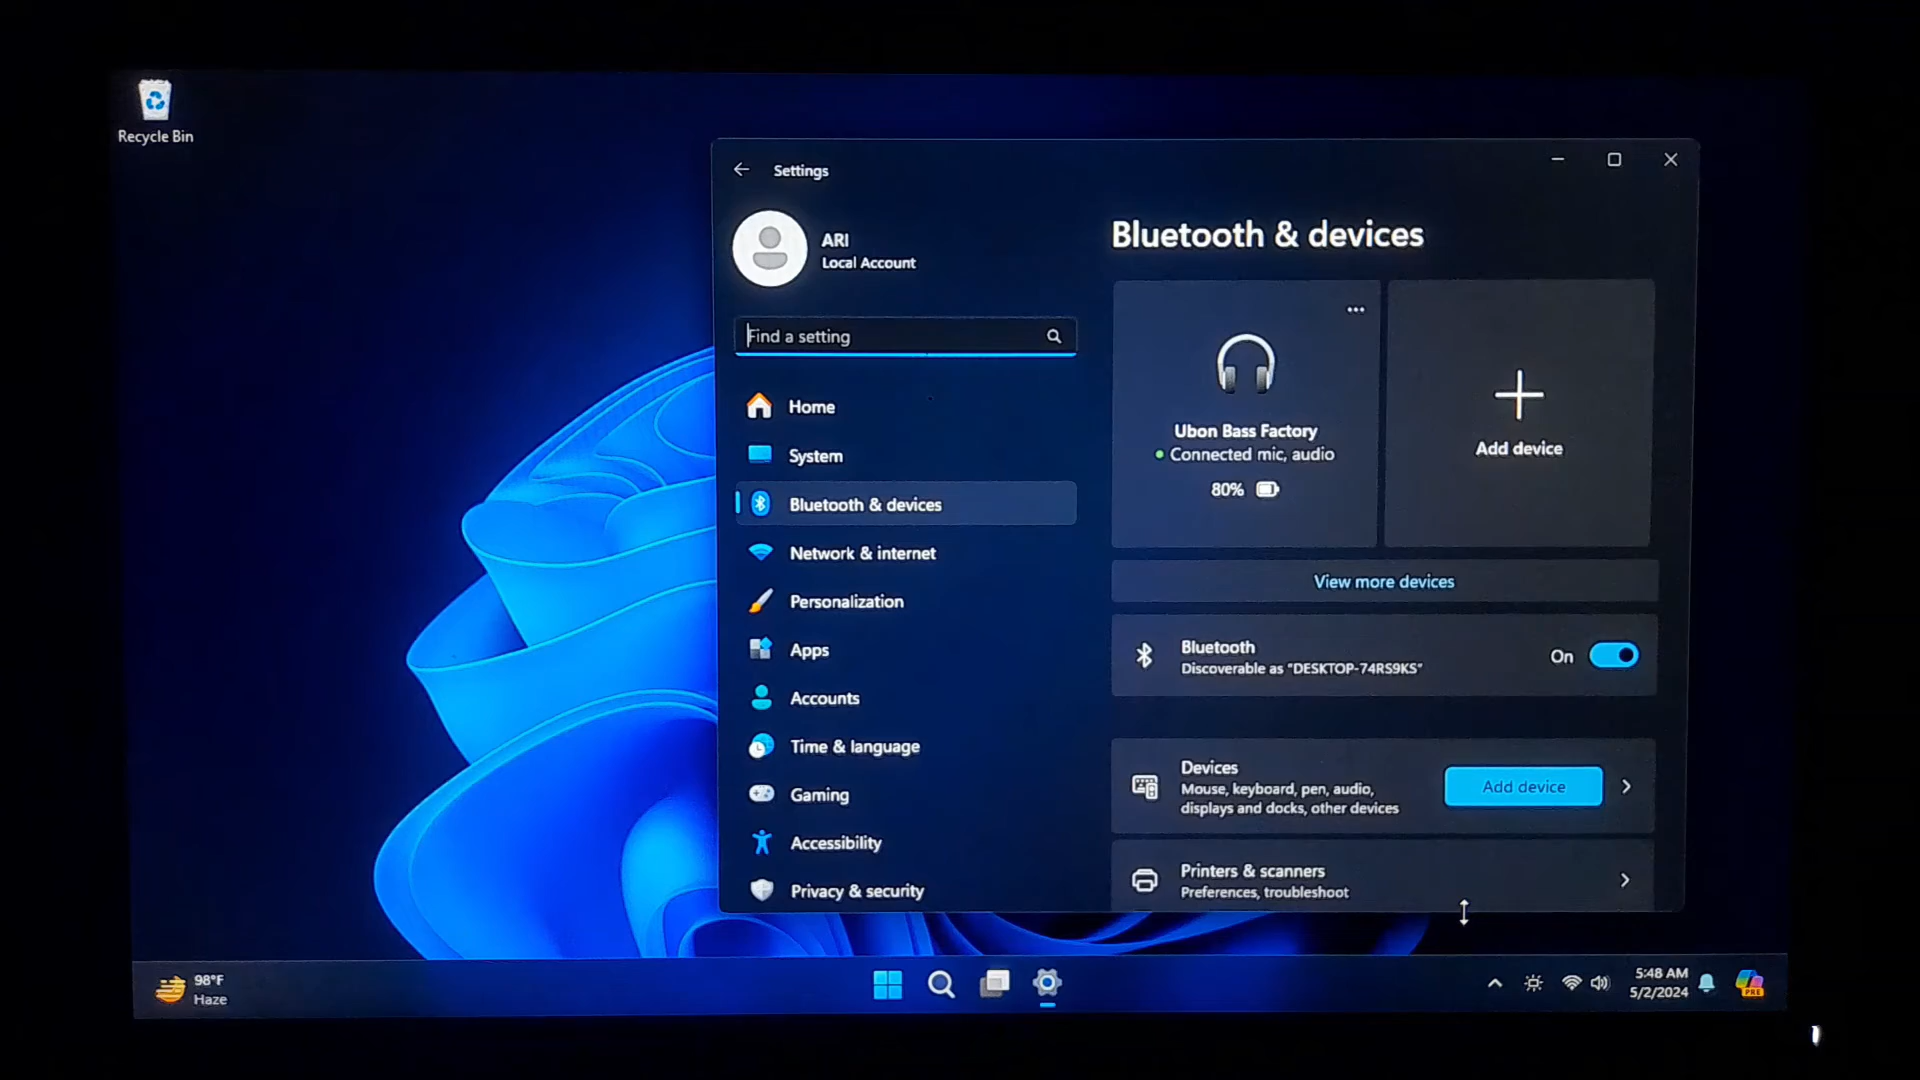 Recycle Bin
Settings
ARI
Local Account
Find a setting
Home
System
Bluetooth & devices
Network & internet
Personalization
Apps
Accounts
Time & language
Gaming
Accessibility
Privacy & security
Bluetooth & devices
Ubon Bass Factory
Connected mic, audio
80%
Add device
View more devices
Bluetooth
Discoverable as "DESKTOP-74RS9KS"
On
Devices
Mouse, keyboard, pen, audio,
displays and docks, other devices
Add device
Printers & scanners
Preferences, troubleshoot
98°F
Haze
5:48 AM
5/2/2024
PRE